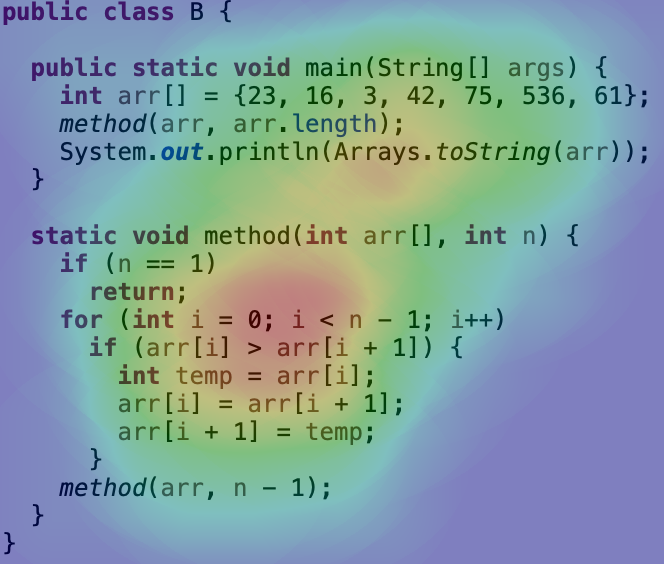 public class B {
public static void main(String[] args) {
int arr[] = {23, 16, 3, 42, 75, 536, 61};
method(arr, arr.length);
System.out.println(Arrays.toString(arr));
}
static void method(int arr[], int n) {
if (n == 1)
return;
for (int i = 0; i < n - 1; i++)
if (arr[i] > arr[i + 1]) {
int temp = arr[i];
arr[i] = arr[i + 1];
arr[i + 1] = temp;
}
method(arr, n - 1);
}
}